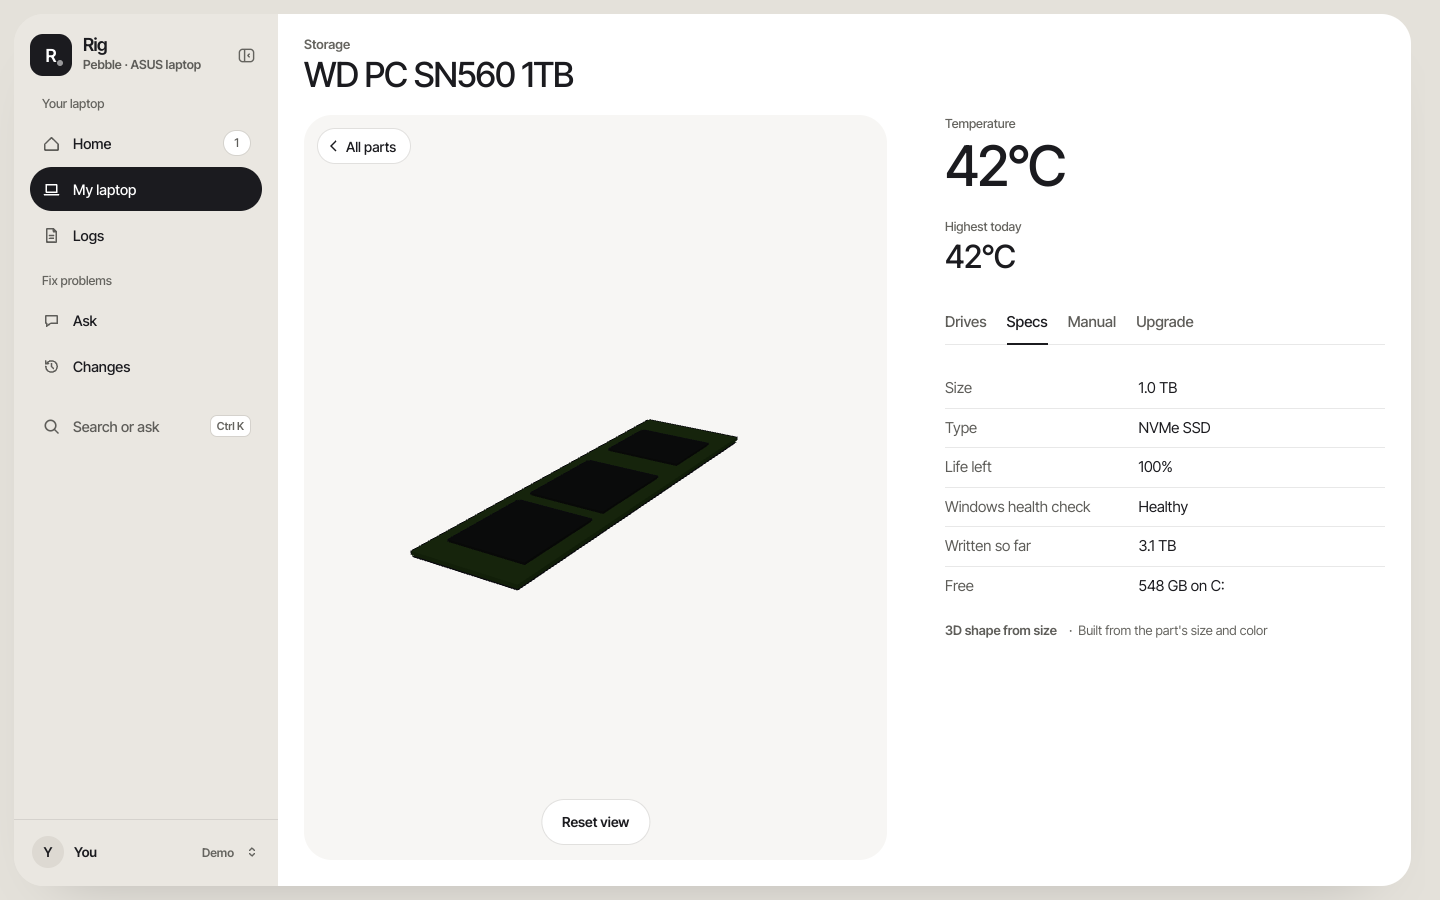 R.
Rig
Pebble · ASUS laptop
Your laptop
Home 1
My laptop
Logs
Fix problems
Ask
Changes
Search or ask Ctrl K
Y You Demo
Storage
WD PC SN560 1TB
All parts
Reset view
Temperature
42°C
Highest today
42°C
Drives Specs Manual Upgrade
Size 1.0 TB
Type NVMe SSD
Life left 100%
Windows health check Healthy
Written so far 3.1 TB
Free 548 GB on C:
3D shape from size · Built from the part's size and color